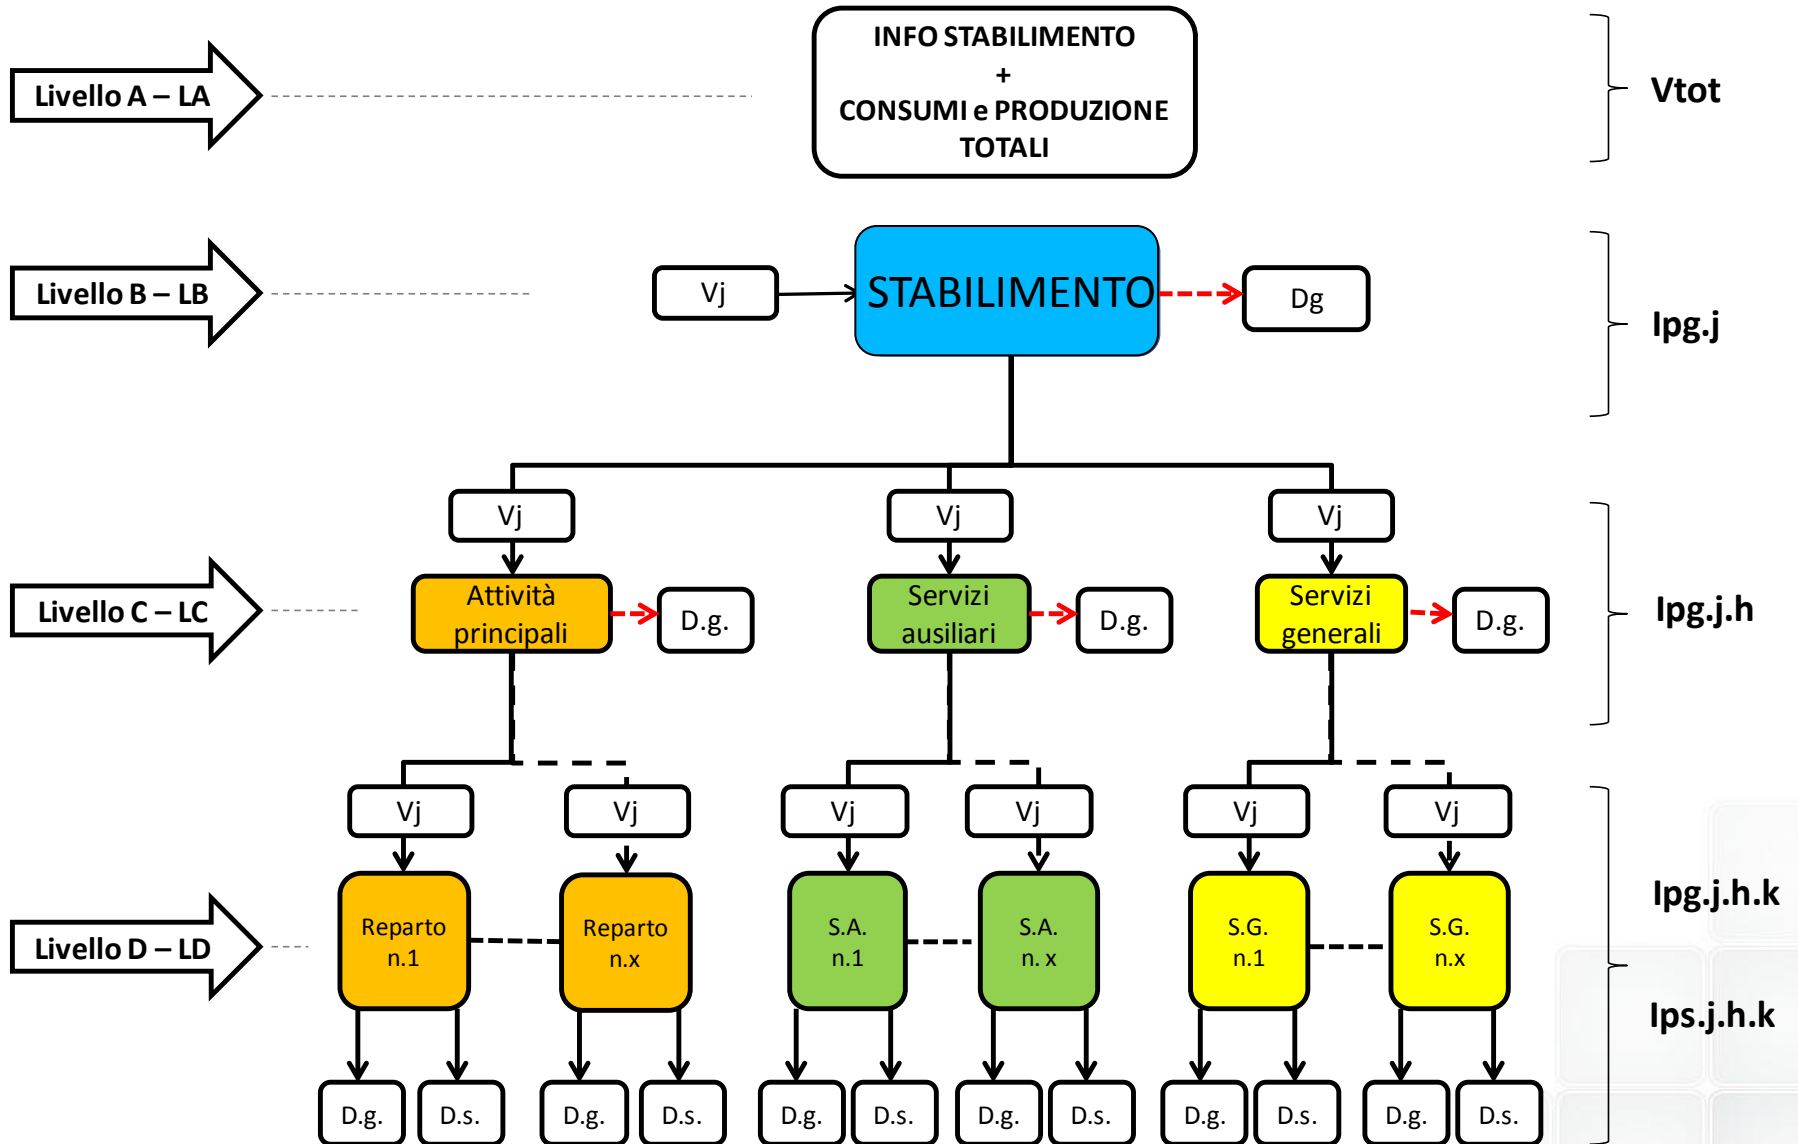 INFO STABILIMENTO
+
CONSUMI e PRODUZIONE
TOTALI
Livello A – LA
Vtot
Livello B – LB
Vj
STABILIMENTO
Dg
Ipg.j
Vj
Vj
Vj
Livello C – LC
Attività
principali
D.g.
Servizi
ausiliari
D.g.
Servizi
generali
D.g.
Ipg.j.h
Vj
Vj
Vj
Vj
Vj
Vj
Livello D – LD
Reparto
n.1
Reparto
n.x
S.A.
n.1
S.A.
n. x
S.G.
n.1
S.G.
n.x
Ipg.j.h.k
Ips.j.h.k
D.g.
D.s.
D.g.
D.s.
D.g.
D.s.
D.g.
D.s.
D.g.
D.s.
D.g.
D.s.